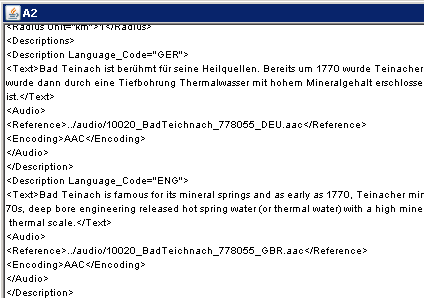 A2
<Radius Unit="km">1</Radius>
<Descriptions>
<Description Language_Code="GER">
<Text>Bad Teinach ist berühmt für seine Heilquellen. Bereits um 1770 wurde Teinacher
wurde dann durch eine Tiefbohrung Thermalwasser mit hohem Mineralgehalt erschlosse
ist.</Text>
<Audio>
<Reference>../audio/10020_BadTeichnach_778055_DEU.aac</Reference>
<Encoding>AAC</Encoding>
</Audio>
</Description>
<Description Language_Code="ENG">
<Text>Bad Teinach is famous for its mineral springs and as early as 1770, Teinacher mir
70s, deep bore engineering released hot spring water (or thermal water) with a high mine
thermal scale.</Text>
<Audio>
<Reference>../audio/10020_BadTeichnach_778055_GBR.aac</Reference>
<Encoding>AAC</Encoding>
</Audio>
</Description>